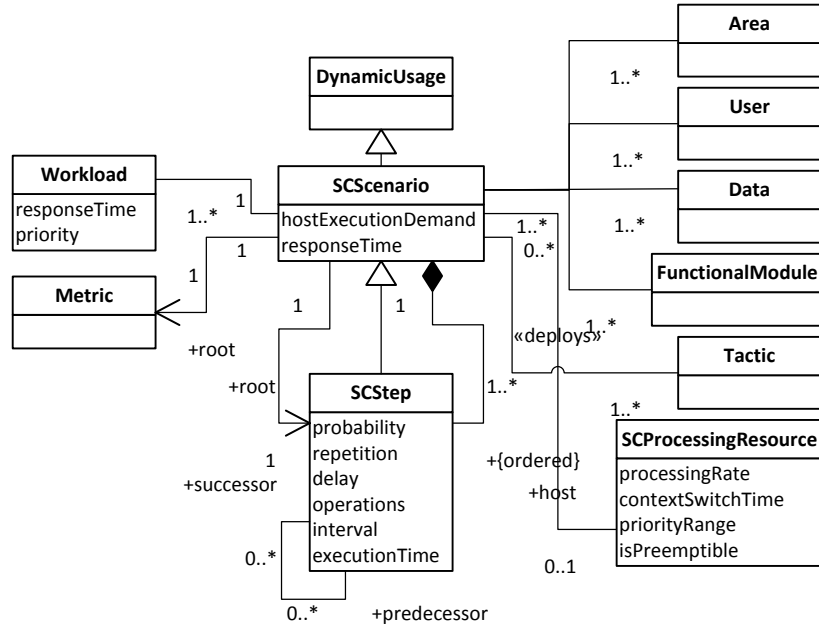 Area
DynamicUsage
1..*
User
Workload
responseTime
priority
SCScenario
hostExecutionDemand
responseTime
1..*
Data
1
1..*
1
1..*
0..*
1..*
FunctionalModule
Metric
1
+root
1
1
«deploys»
1..*
Tactic
+root
SCStep
probability
repetition
delay
operations
interval
executionTime
1..*
1..*
SCProcessingResource
processingRate
contextSwitchTime
priorityRange
isPreemptible
1
+successor
+{ordered}
+host
0..*
0..1
0..*
+predecessor